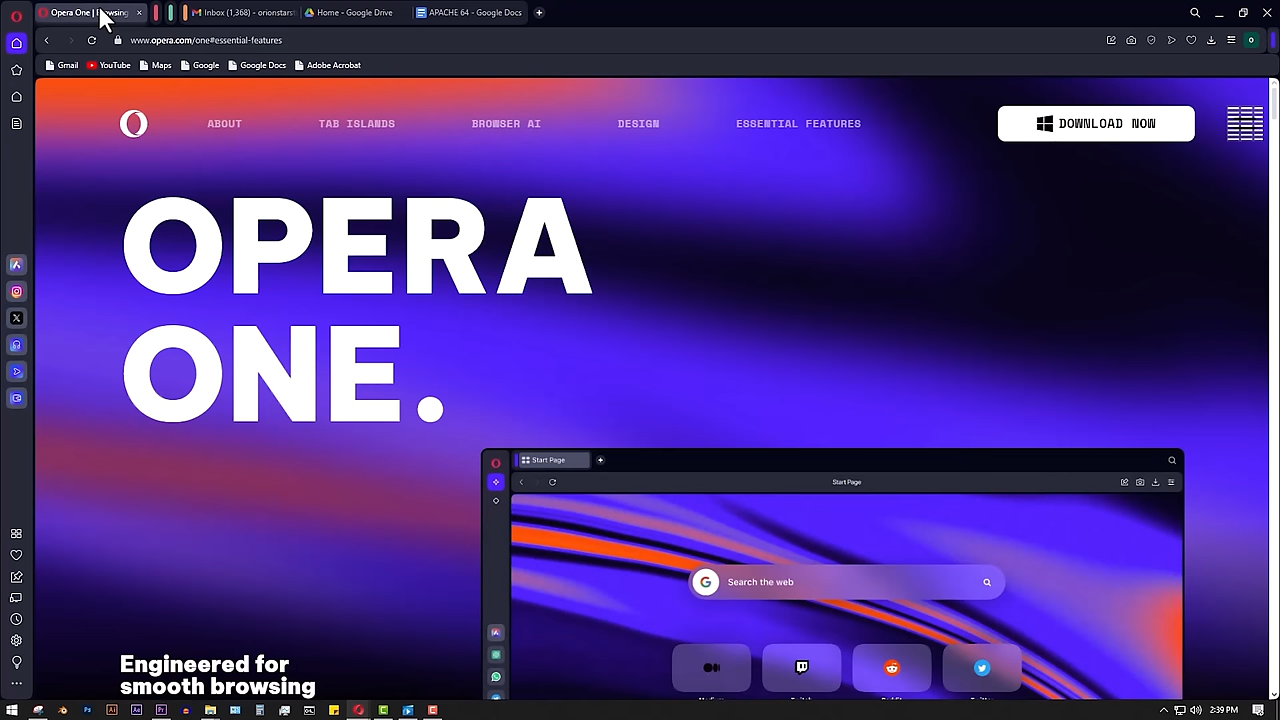 Opera One | Browsing
Inbox (1,368) - orionstars
Home - Google Drive
APACHE 64 - Google Docs
www.opera.com/one#essential-features
Gmail
YouTube
Maps
Google
Google Docs
Adobe Acrobat
ABOUT
TAB ISLANDS
BROWSER AI
DESIGN
ESSENTIAL FEATURES
DOWNLOAD NOW
OPERA
ONE.
Start Page
Start Page
Search the web
Engineered for
smooth browsing
2:39 PM